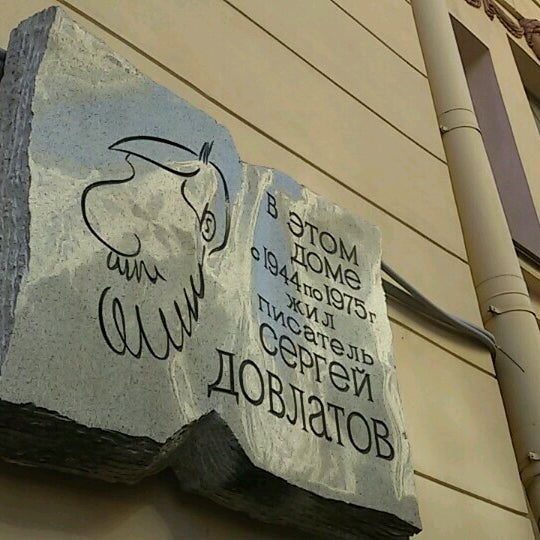 В ЭТОМ
ДОМЕ
с 1944 по 1975 г
ЖИЛ
писатель
СЕРГЕЙ
ДОВЛАТОВ